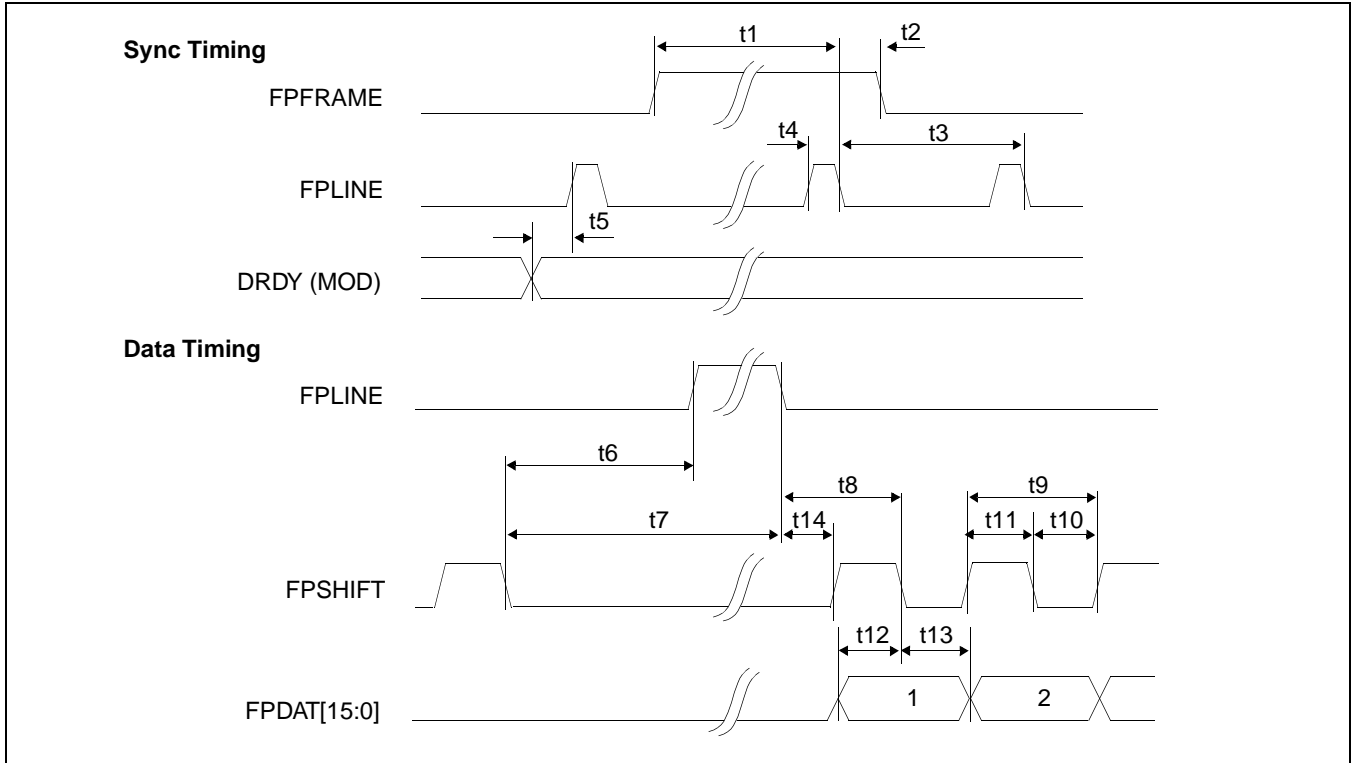 Sync Timing
t1
t2
FPFRAME
t4
t3
FPLINE
t5
DRDY (MOD)
Data Timing
FPLINE
t6
t8
t9
t7
t14
t11
t10
FPSHIFT
t12
t13
FPDAT[15:0]
1
2